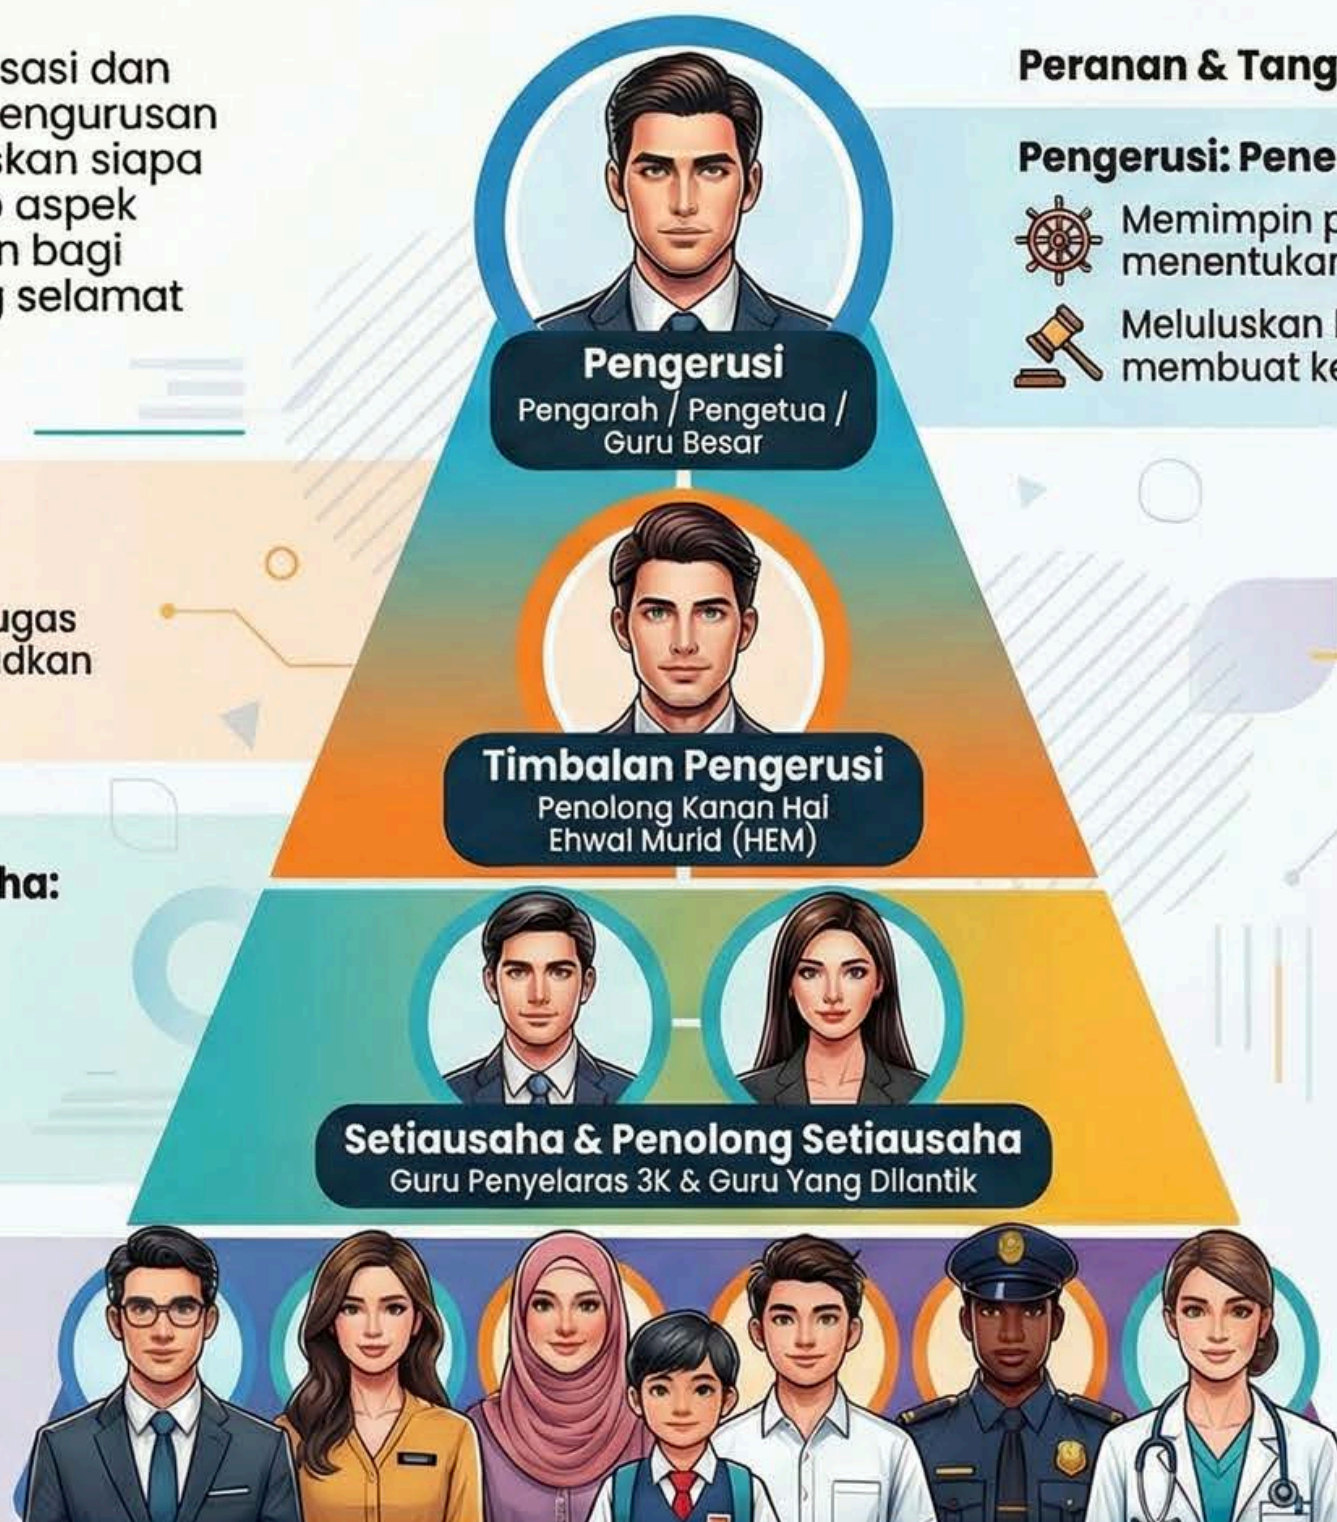 sasi dan
engurusan
skan siapa
aspek
n bagi
selamat
ugas
dkan
ha:
Pengerusi
Pengarah / Pengetua /
Guru Besar
Timbalan Pengerusi
Penolong Kanan Hal
Ehwal Murid (HEM)
Setiausaha & Penolong Setiausaha
Guru Penyelaras 3K & Guru Yang Dilantik
Peranan & Tang
Pengerusi: Pene
Memimpin p
menentukan
Meluluskan
membuat ke